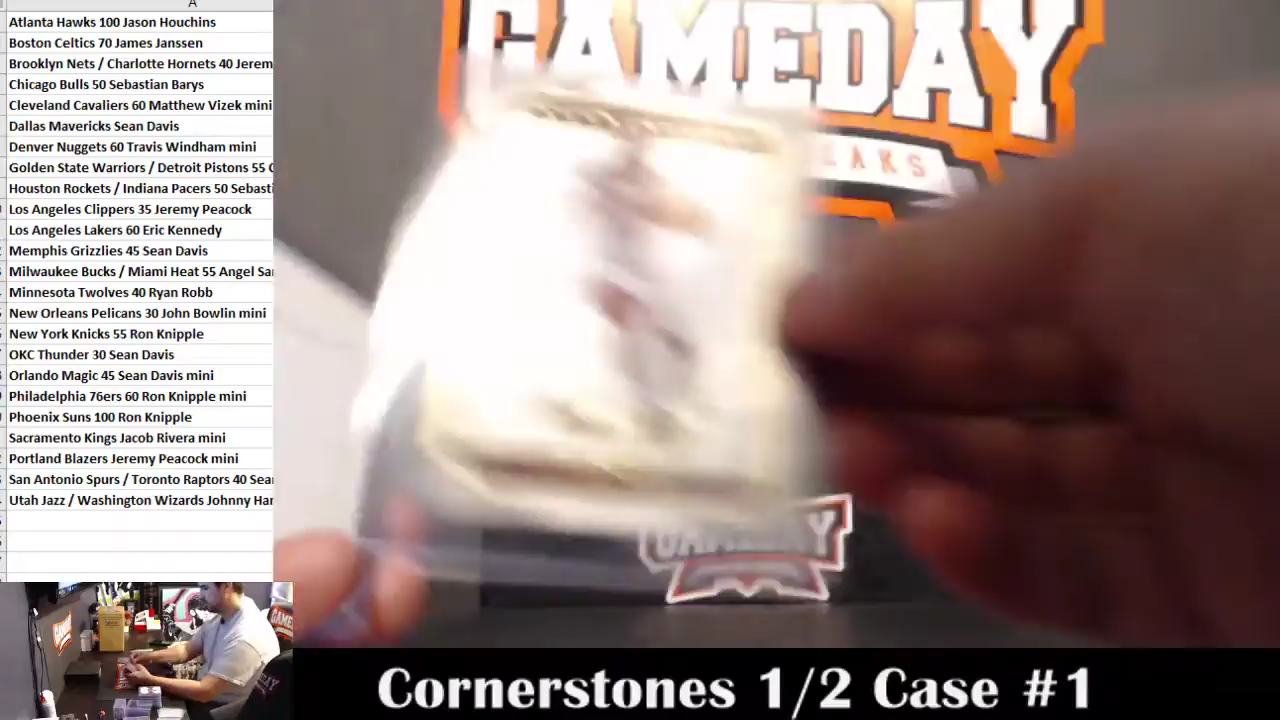 A
Atlanta Hawks 100 Jason Houchins
Boston Celtics 70 James Janssen
Brooklyn Nets / Charlotte Hornets 40 Jerem
Chicago Bulls 50 Sebastian Barys
Cleveland Cavaliers 60 Matthew Vizek mini
Dallas Mavericks Sean Davis
Denver Nuggets 60 Travis Windham mini
Golden State Warriors / Detroit Pistons 55
Houston Rockets / Indiana Pacers 50 Sebasti
Los Angeles Clippers 35 Jeremy Peacock
Los Angeles Lakers 60 Eric Kennedy
Memphis Grizzlies 45 Sean Davis
Milwaukee Bucks / Miami Heat 55 Angel Sa
Minnesota Twolves 40 Ryan Robb
New Orleans Pelicans 30 John Bowlin mini
New York Knicks 55 Ron Knipple
OKC Thunder 30 Sean Davis
Orlando Magic 45 Sean Davis mini
Philadelphia 76ers 60 Ron Knipple mini
Phoenix Suns 100 Ron Knipple
Sacramento Kings Jacob Rivera mini
Portland Blazers Jeremy Peacock mini
San Antonio Spurs / Toronto Raptors 40 Sea
Utah Jazz / Washington Wizards Johnny Ha
GAMEDAY
GAMEDAY
GAMEDAY
Cornerstones 1/2 Case #1